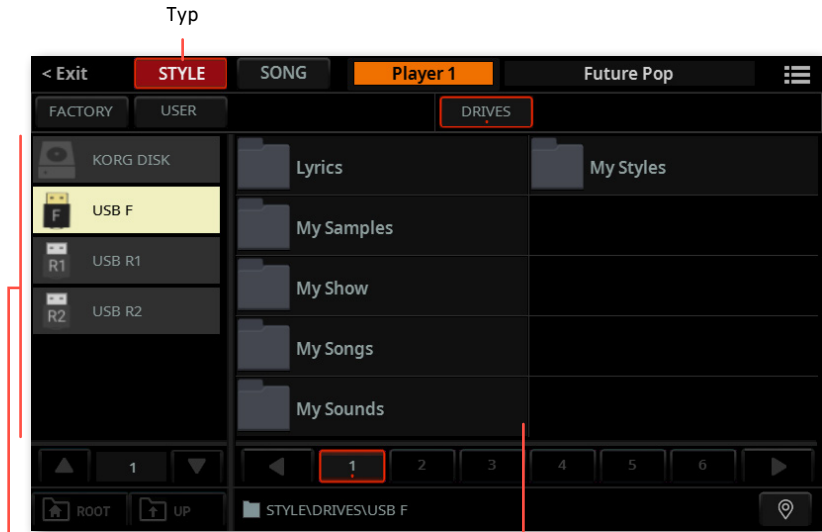 Typ
< Exit STYLE SONG Player 1 Future Pop
FACTORY USER DRIVES
KORG DISK
F USB F
R1 USB R1
R2 USB R2
Lyrics My Styles
My Samples
My Show
My Songs
My Sounds
1 1 2 3 4 5 6
ROOT UP STYLE\DRIVES\USB F